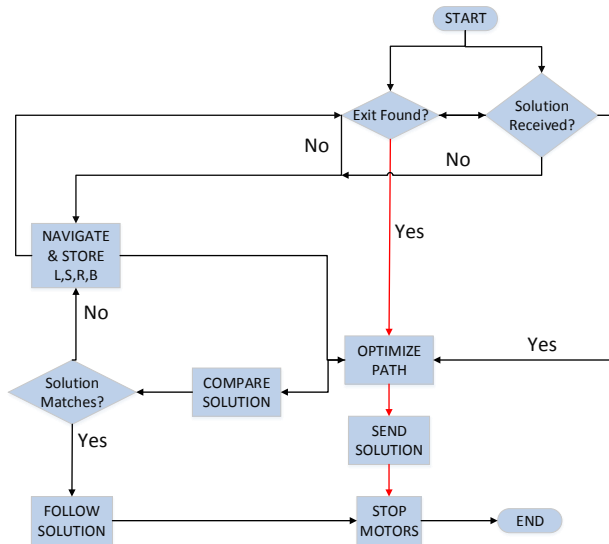 START
Exit Found?
Solution
Received?
No
No
NAVIGATE
& STORE
L,S,R,B
Yes
No
OPTIMIZE
PATH
Yes
Solution
Matches?
COMPARE
SOLUTION
Yes
SEND
SOLUTION
FOLLOW
SOLUTION
STOP
MOTORS
END